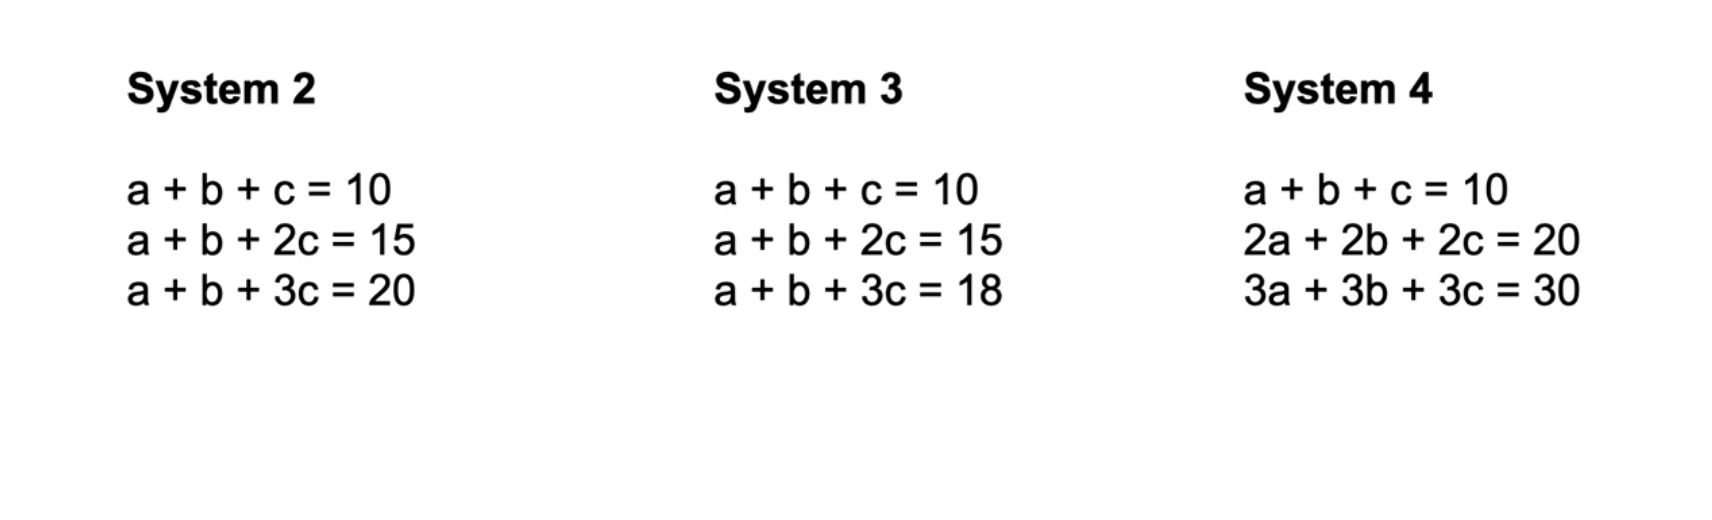 System 2
a + b + c = 10
a + b + 2c = 15
a + b + 3c = 20
System 3
a + b + c = 10
a + b + 2c = 15
a + b + 3c = 18
System 4
a + b + c = 10
2a + 2b + 2c = 20
3a + 3b + 3c = 30